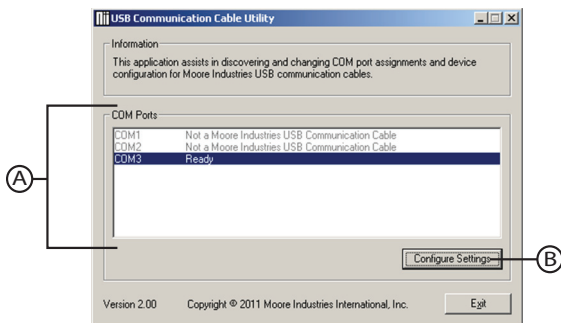 USB Communication Cable Utility
Information
This application assists in discovering and changing COM port assignments and device
configuration for Moore Industries USB communication cables.
COM Ports
COM1 Not a Moore Industries USB Communication Cable
COM2 Not a Moore Industries USB Communication Cable
COM3 Ready
A
Configure Settings
B
Version 2.00 Copyright © 2011 Moore Industries International, Inc. Exit